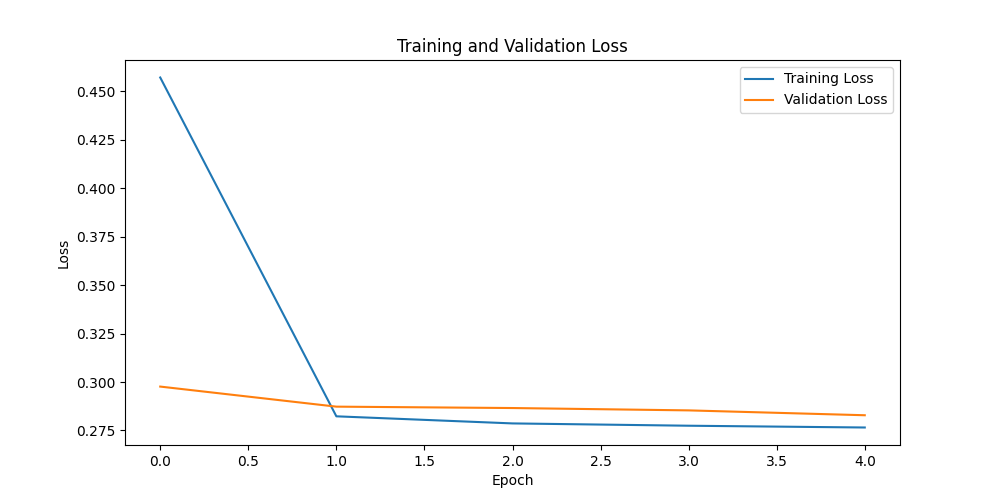 Training and Validation Loss
Training Loss
Validation Loss
0.450
0.425
0.400
0.375
0.350
0.325
0.300
0.275
Loss
0.0 0.5 1.0 1.5 2.0 2.5 3.0 3.5 4.0
Epoch